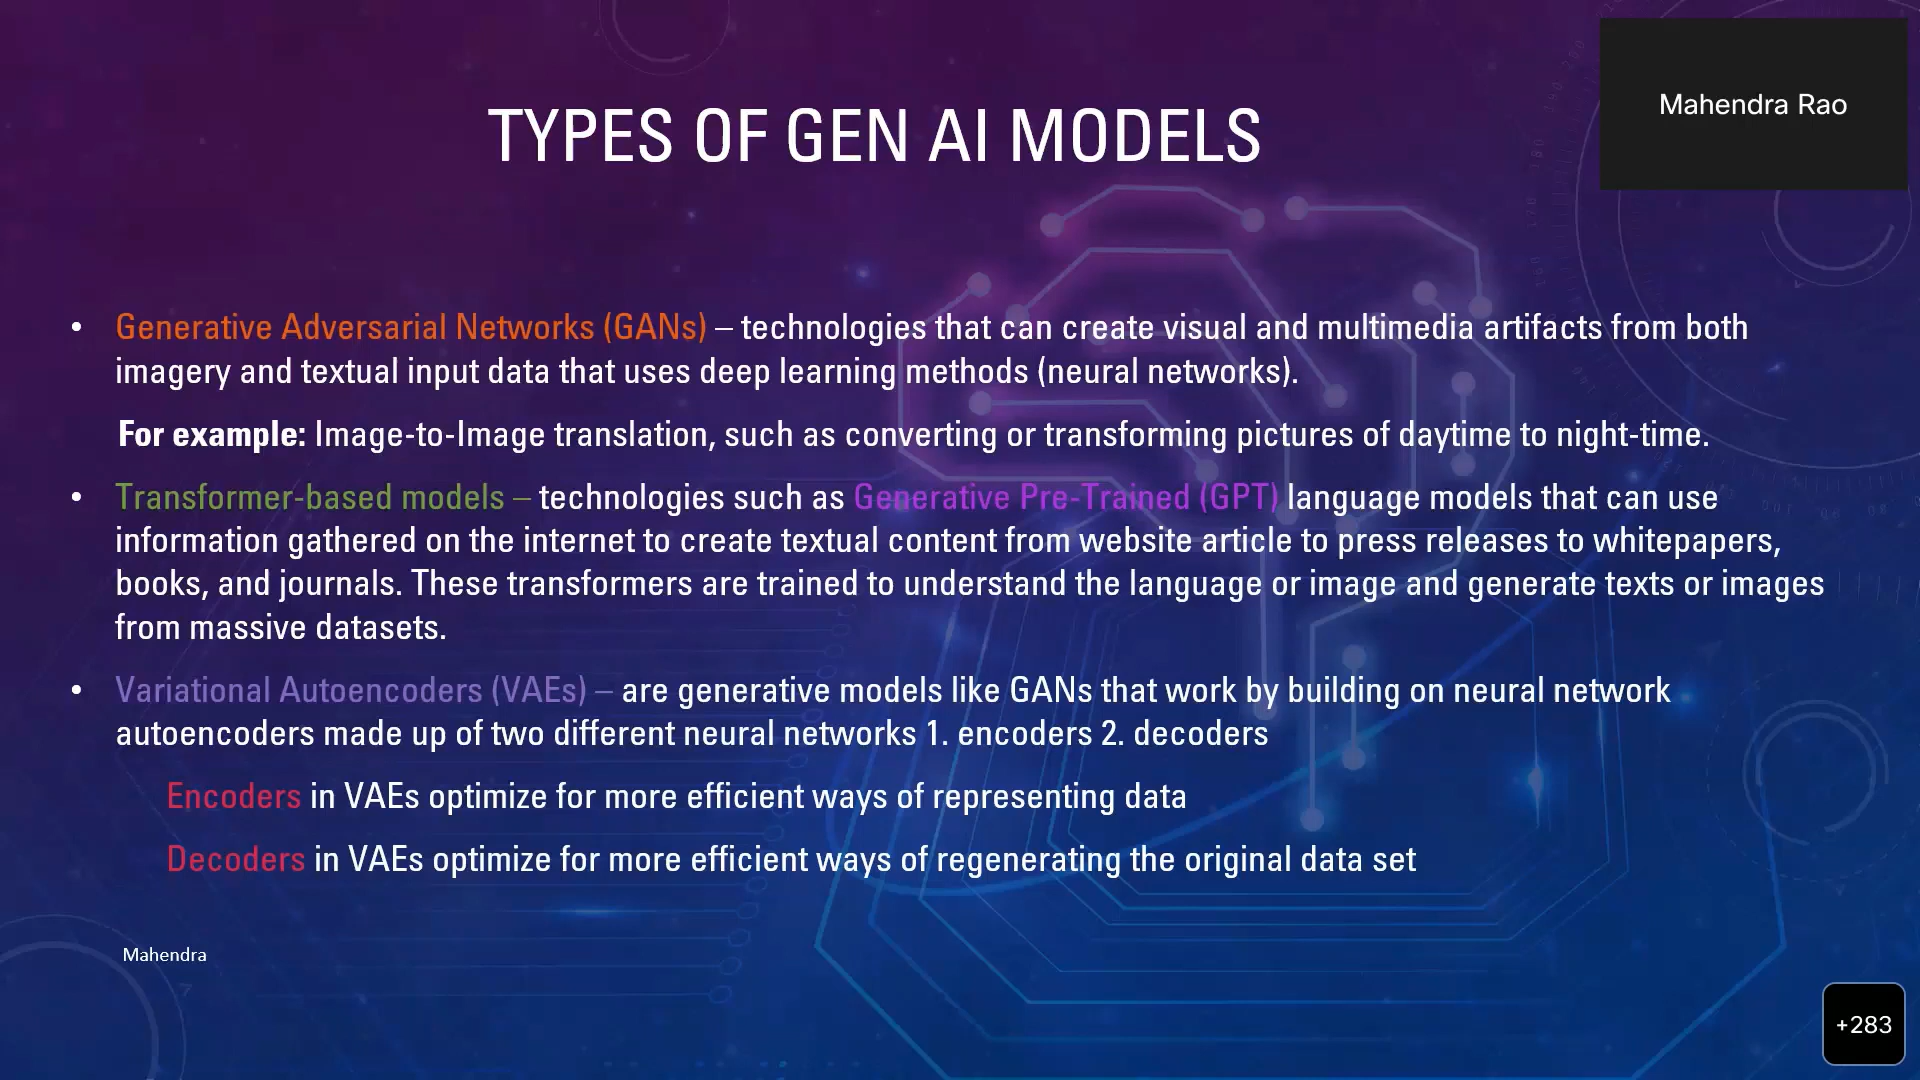 Mahendra Rao
TYPES OF GEN AI MODELS
• Generative Adversarial Networks (GANs) – technologies that can create visual and multimedia artifacts from both
imagery and textual input data that uses deep learning methods (neural networks).
For example: Image-to-Image translation, such as converting or transforming pictures of daytime to night-time.
• Transformer-based models – technologies such as Generative Pre-Trained (GPT) language models that can use
information gathered on the internet to create textual content from website article to press releases to whitepapers,
books, and journals. These transformers are trained to understand the language or image and generate texts or images
from massive datasets.
• Variational Autoencoders (VAEs) – are generative models like GANs that work by building on neural network
autoencoders made up of two different neural networks 1. encoders 2. decoders
Encoders in VAEs optimize for more efficient ways of representing data
Decoders in VAEs optimize for more efficient ways of regenerating the original data set
Mahendra
+283